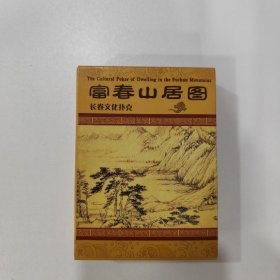 The Cultural Poker of Dwelling in the Fuchun Mountains
富春山居图
长卷文化扑克